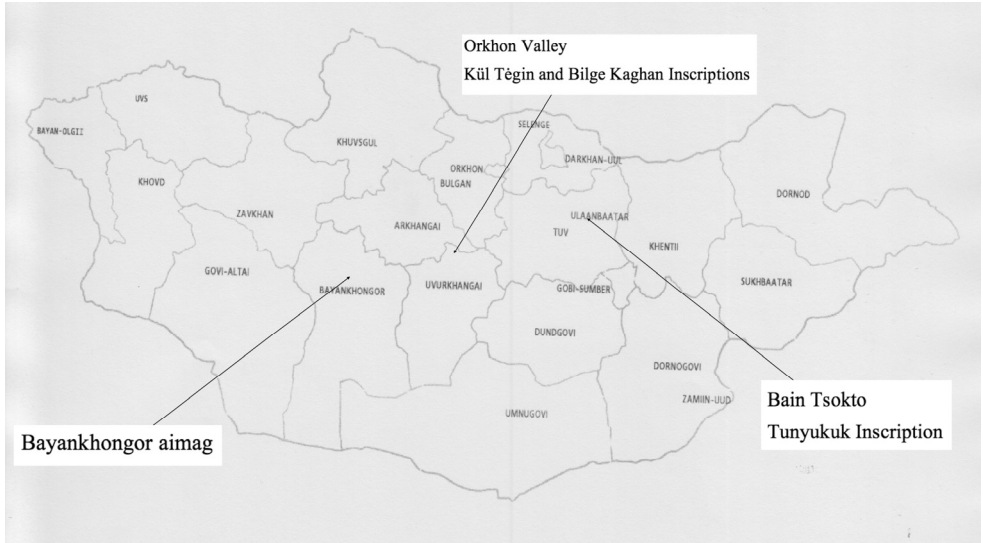 Orkhon Valley
Kül Tėgin and Bilge Kaghan Inscriptions
UVS
BAYAN-OLGII
KHOVD
ZAVKHAN
GOVI-ALTAI
KHUVSGUL
SELENGE
DARKHAN-UUL
ORKHON
BULGAN
ARKHANGAI
ULAANBAATAR
TUV
KHENTII
DORNOD
SUKHBAATAR
BAYANKHONGOR
UVURKHANGAI
GOBI-SUMBER
DUNDGOVI
DORNOGOVI
ZAMIIN-UUD
UMNUGOVI
Bayankhongor aimag
Bain Tsokto
Tunyukuk Inscription